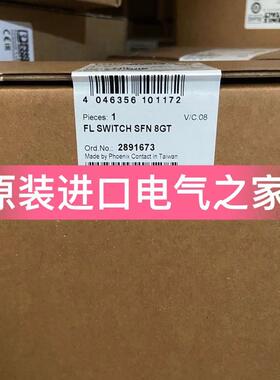 4 046356 101172
Pieces: 1
V/C.08
FL SWITCH SFN 8GT
Ord.No.: 2891673
Made by Phoenix Contact in Taiwan
原装进口电气之家